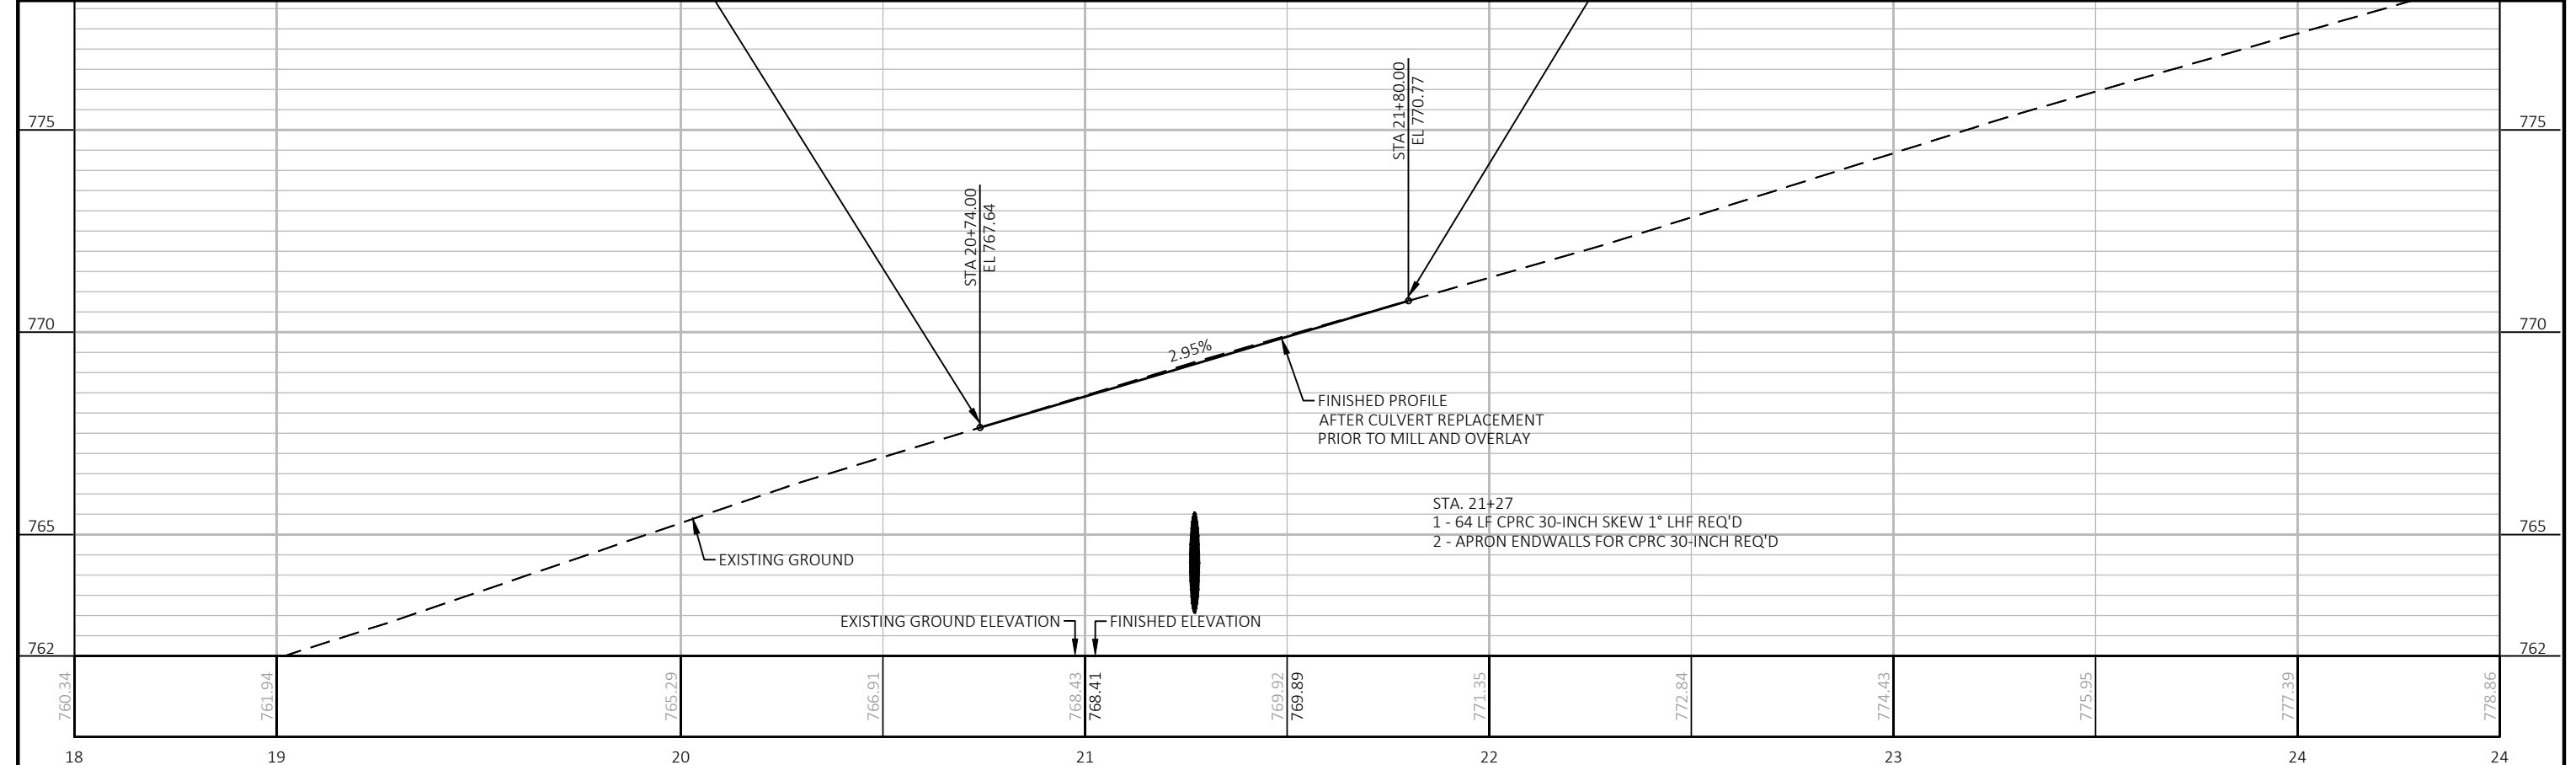 775
775
STA 21+80.00
EL 770.77
STA 20+74.00
EL 767.64
770
770
2.95%
FINISHED PROFILE
AFTER CULVERT REPLACEMENT
PRIOR TO MILL AND OVERLAY
STA. 21+27
1 - 64 LF CPRC 30-INCH SKEW 1° LHF REQ'D
2 - APRON ENDWALLS FOR CPRC 30-INCH REQ'D
765
765
EXISTING GROUND
EXISTING GROUND ELEVATION
FINISHED ELEVATION
762
762
760.34
761.94
765.29
766.91
768.43
768.41
769.92
769.89
771.35
772.84
774.43
775.95
777.39
778.86
18
19
20
21
22
23
24
24